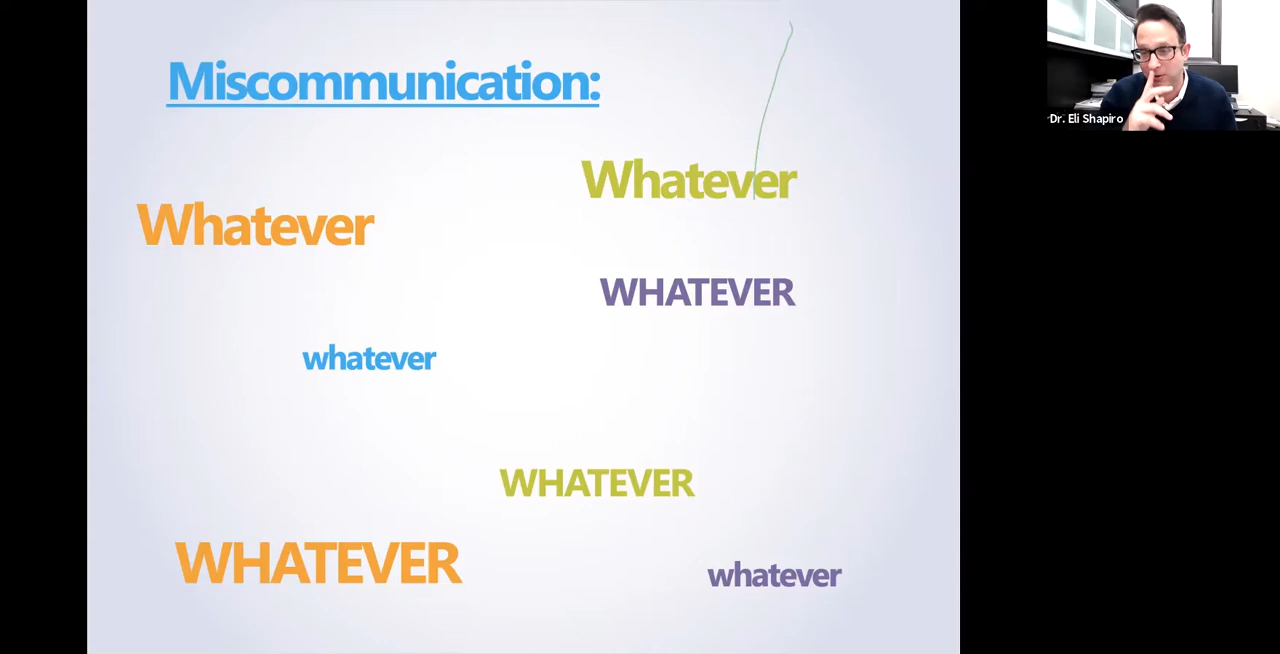 Miscommunication:
Whatever
Whatever
WHATEVER
whatever
WHATEVER
WHATEVER
whatever
Dr. Eli Shapiro